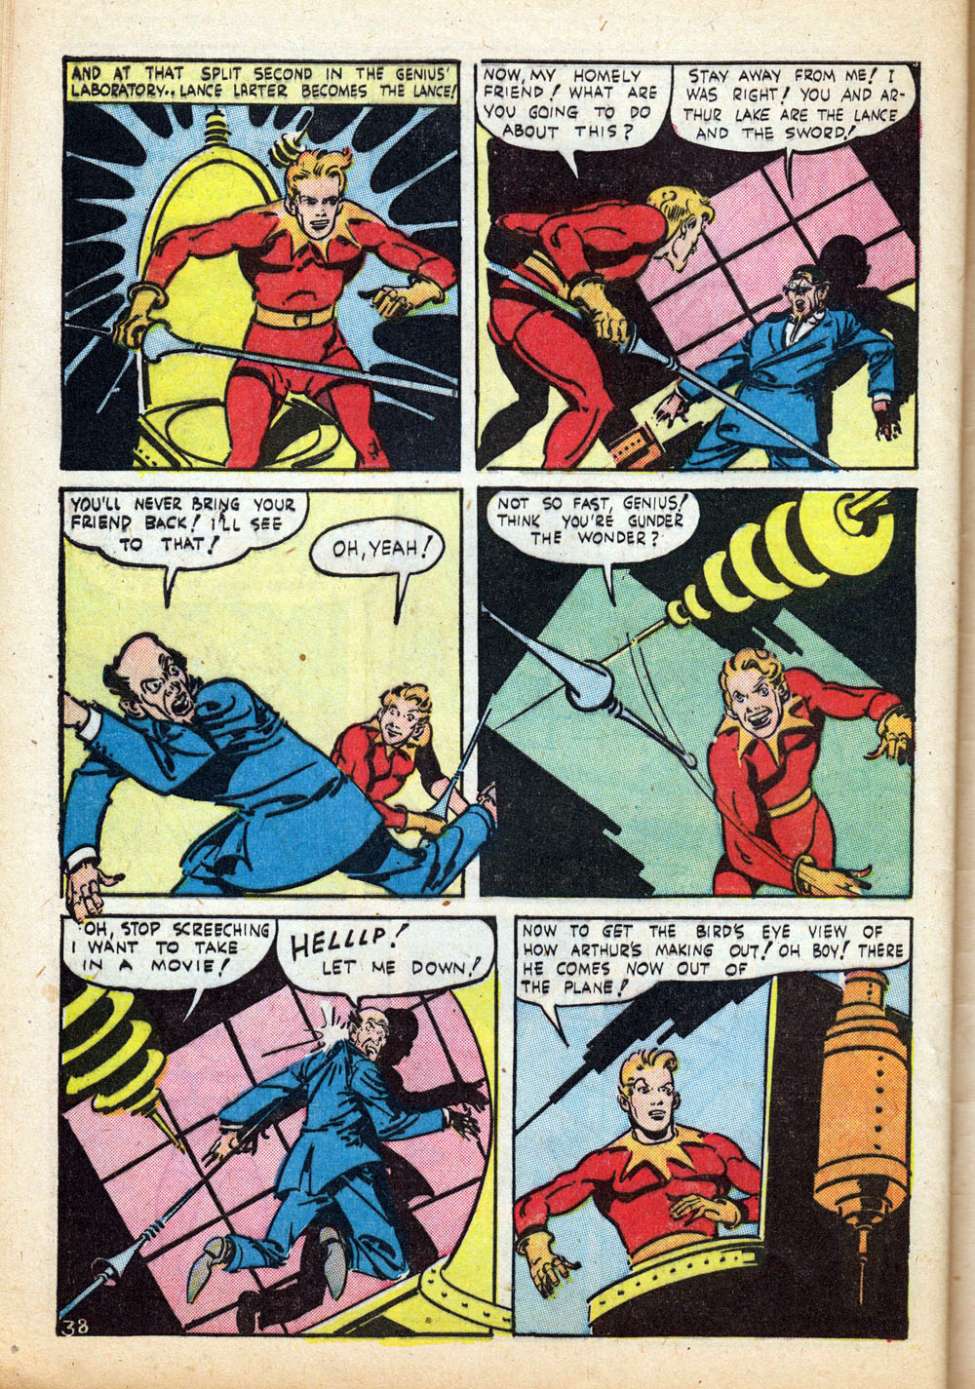 AND AT THAT SPLIT SECOND IN THE GENIUS'
LABORATORY.. LANCE LARTER BECOMES THE LANCE!
NOW, MY HOMELY
FRIEND! WHAT ARE
YOU GOING TO DO
ABOUT THIS?
STAY AWAY FROM ME! I
WAS RIGHT! YOU AND AR-
THUR LAKE ARE THE LANCE
AND THE SWORD!
YOU'LL NEVER BRING YOUR
FRIEND BACK! I'LL SEE
TO THAT!
OH, YEAH!
NOT SO FAST, GENIUS!
THINK YOU'RE GUNDER
THE WONDER?
OH, STOP SCREECHING
I WANT TO TAKE
IN A MOVIE!
HELLLP!
LET ME DOWN!
NOW TO GET THE BIRD'S EYE VIEW OF
HOW ARTHUR'S MAKING OUT! OH BOY! THERE
HE COMES NOW OUT OF
THE PLANE!
38